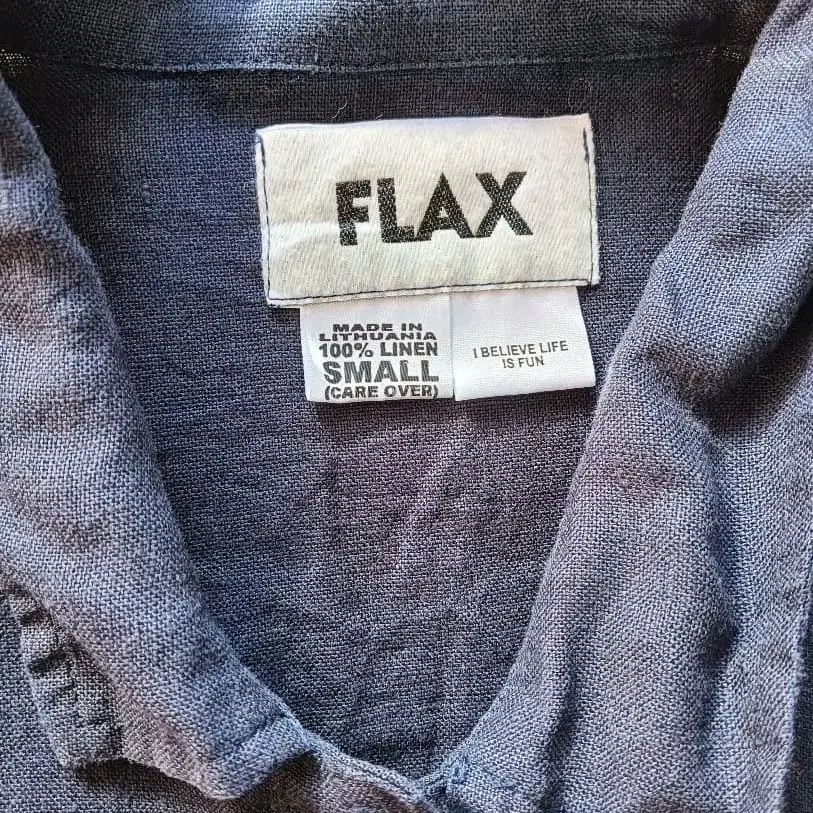 FLAX
MADE IN
LITHUANIA
100% LINEN
SMALL
(CARE OVER)
I BELIEVE LIFE
IS FUN